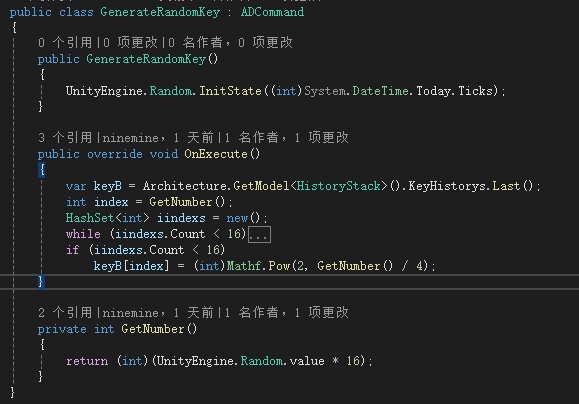 public class GenerateRandomKey : ADCommand
{
0 个引用|0 项更改|0 名作者，0 项更改
public GenerateRandomKey()
{
UnityEngine.Random.InitState((int)System.DateTime.Today.Ticks);
}
3 个引用|ninemine，1 天前|1 名作者，1 项更改
public override void OnExecute()
{
var keyB = Architecture.GetModel<HistoryStack>().KeyHistorys.Last();
int index = GetNumber();
HashSet<int> iindexs = new();
while (iindexs.Count < 16)...
if (iindexs.Count < 16)
keyB[index] = (int)Mathf.Pow(2, GetNumber() / 4);
}
2 个引用|ninemine，1 天前|1 名作者，1 项更改
private int GetNumber()
{
return (int)(UnityEngine.Random.value * 16);
}
}